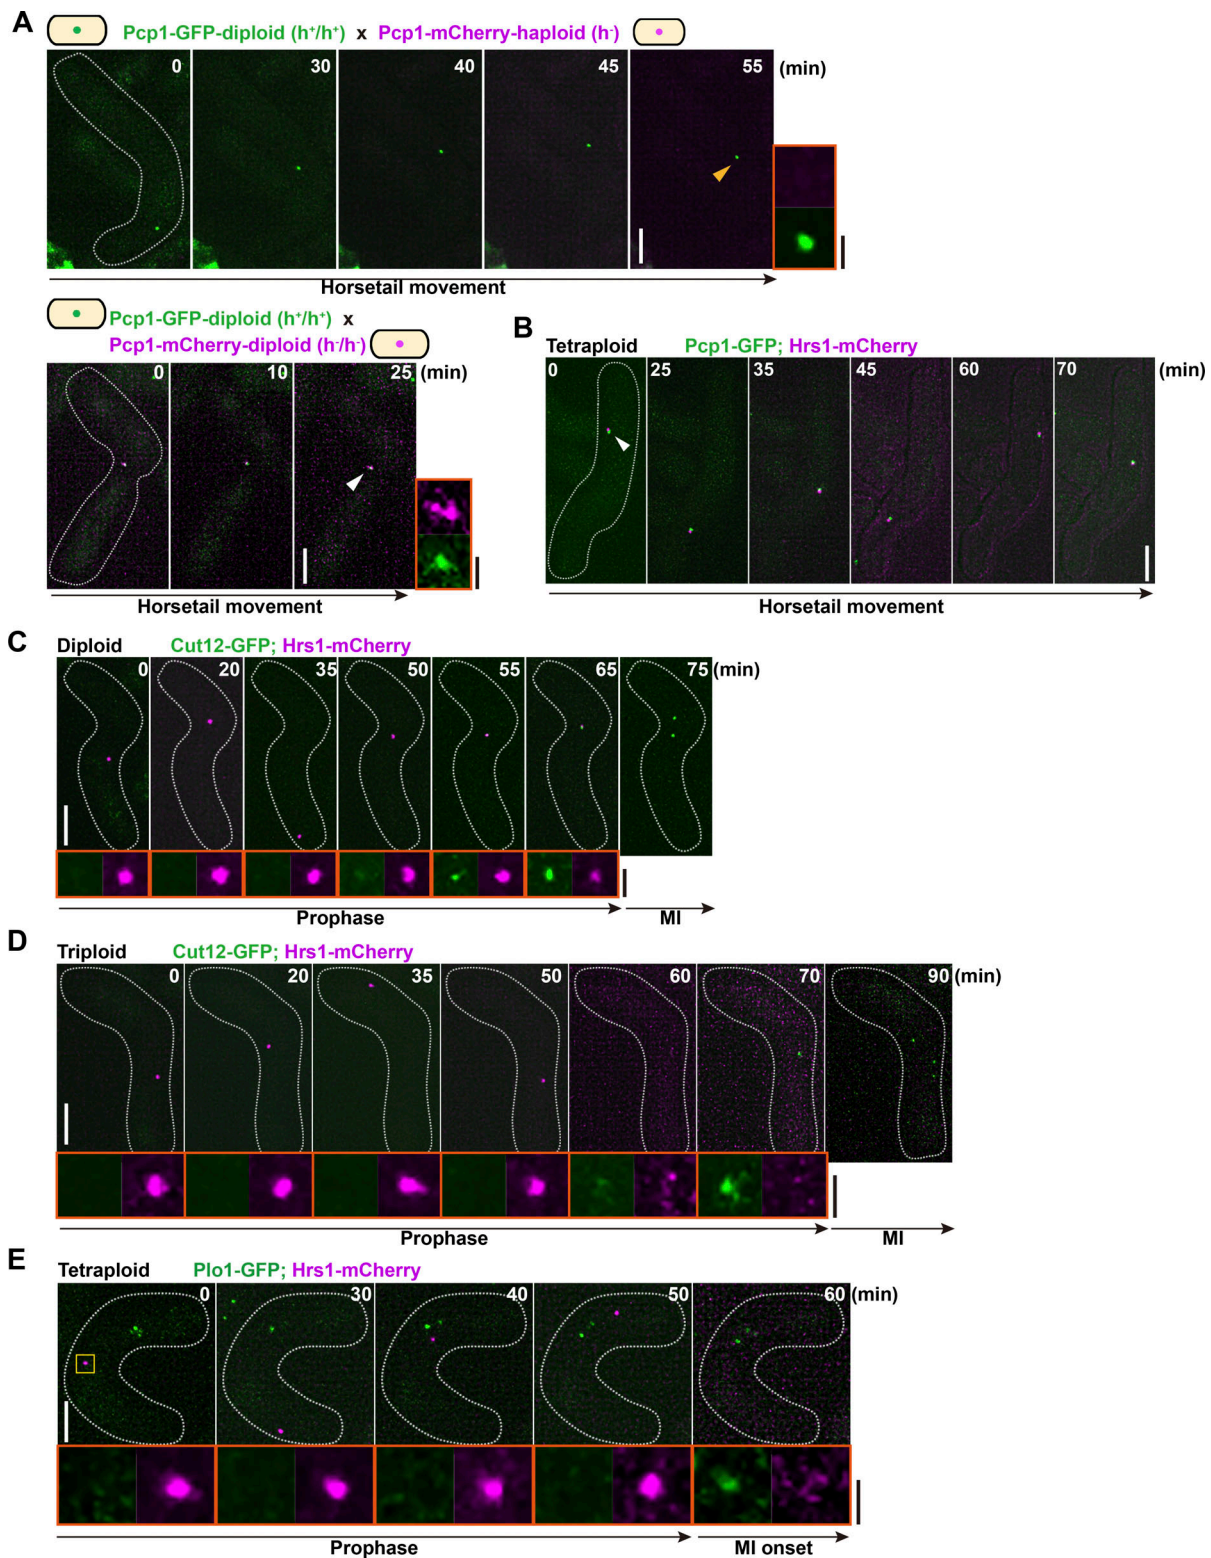 A
Pcp1-GFP-diploid (h⁺/h⁺) x Pcp1-mCherry-haploid (h⁻)
0 30 40 45 55 (min)
Horsetail movement
Pcp1-GFP-diploid (h⁺/h⁺) x
Pcp1-mCherry-diploid (h⁻/h⁻)
0 10 25 (min)
Horsetail movement
B
Tetraploid Pcp1-GFP; Hrs1-mCherry
0 25 35 45 60 70 (min)
Horsetail movement
C
Diploid Cut12-GFP; Hrs1-mCherry
0 20 35 50 55 65 75 (min)
Prophase MI
D
Triploid Cut12-GFP; Hrs1-mCherry
0 20 35 50 60 70 90 (min)
Prophase MI
E
Tetraploid Plo1-GFP; Hrs1-mCherry
0 30 40 50 60 (min)
Prophase MI onset